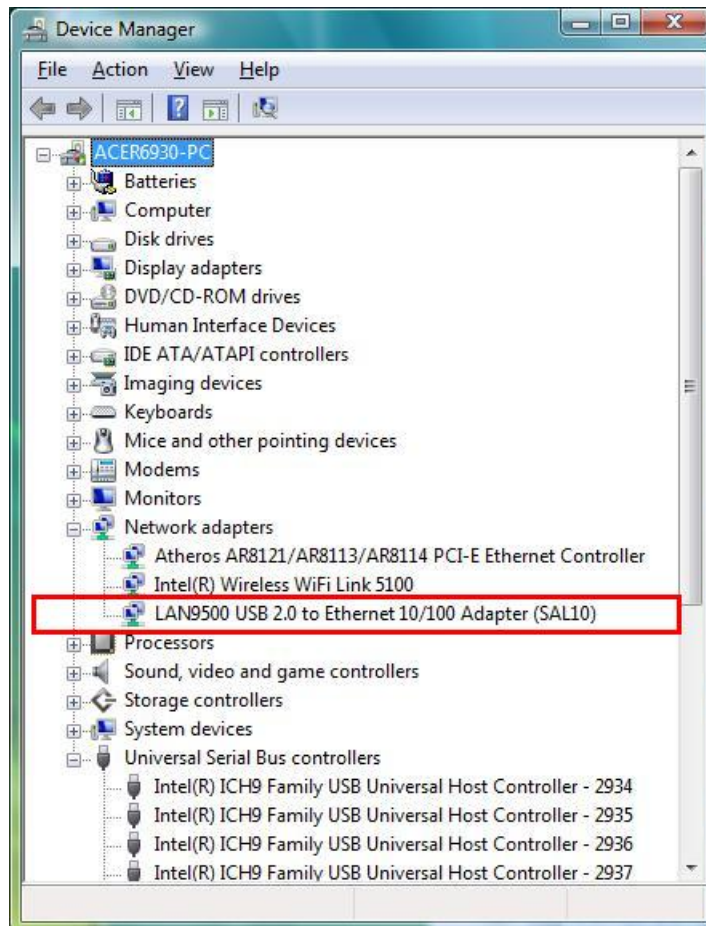 Device Manager
File Action View Help
ACER6930-PC
Batteries
Computer
Disk drives
Display adapters
DVD/CD-ROM drives
Human Interface Devices
IDE ATA/ATAPI controllers
Imaging devices
Keyboards
Mice and other pointing devices
Modems
Monitors
Network adapters
Atheros AR8121/AR8113/AR8114 PCI-E Ethernet Controller
Intel(R) Wireless WiFi Link 5100
LAN9500 USB 2.0 to Ethernet 10/100 Adapter (SAL10)
Processors
Sound, video and game controllers
Storage controllers
System devices
Universal Serial Bus controllers
Intel(R) ICH9 Family USB Universal Host Controller - 2934
Intel(R) ICH9 Family USB Universal Host Controller - 2935
Intel(R) ICH9 Family USB Universal Host Controller - 2936
Intel(R) ICH9 Family USB Universal Host Controller - 2937